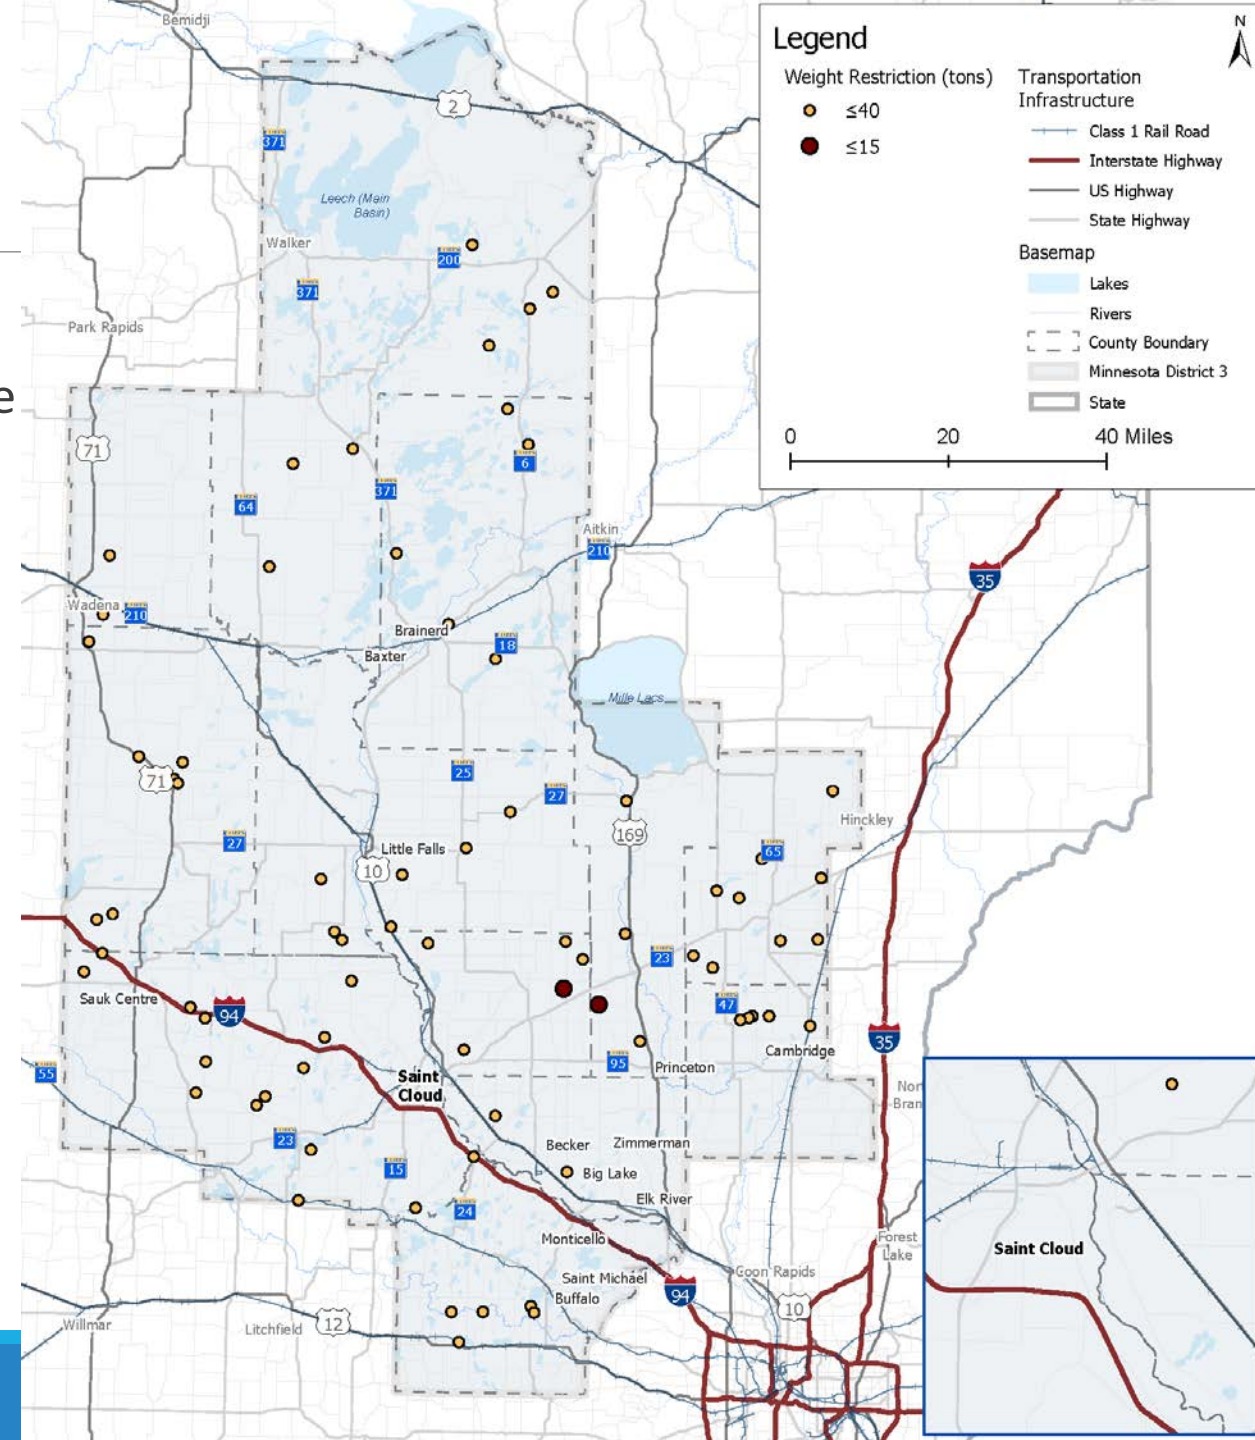 Legend
N
Weight Restriction (tons)
≤40
≤15
Transportation
Infrastructure
Class 1 Rail Road
Interstate Highway
US Highway
State Highway
Basemap
Lakes
Rivers
County Boundary
Minnesota District 3
State
0
20
40 Miles
Bemidji
2
371
Leech (Main
Basin)
Walker
200
371
Park Rapids
e
71
6
371
64
Aitkin
210
35
Wadena
210
Brainerd
18
Baxter
Mille Lacs
71
25
27
169
Hinckley
27
65
Little Falls
10
23
Sauk Centre
94
47
35
Cambridge
55
95
Princeton
Saint
Cloud
Nor
Bran
23
15
Becker
Zimmerman
Big Lake
24
Elk River
Monticello
Forest
Lake
Saint Michael
Coon Rapids
94
Buffalo
10
Willmar
Litchfield
12
Saint Cloud